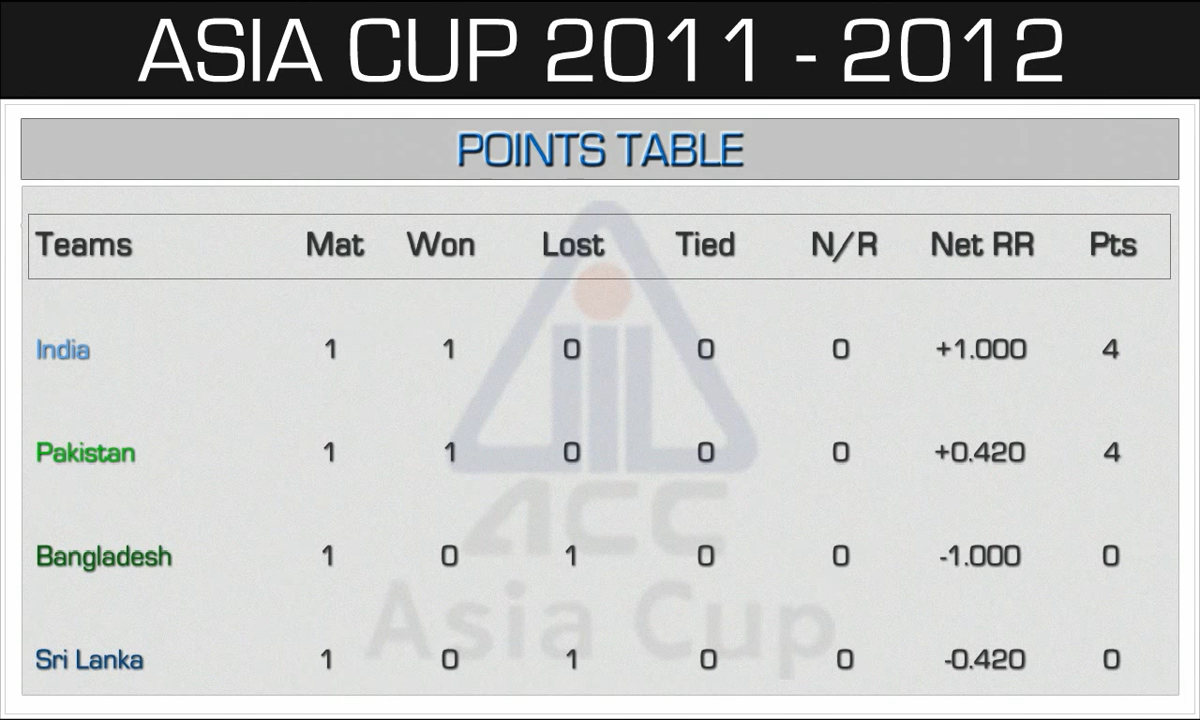 ASIA CUP 2011 - 2012
POINTS TABLE
Teams Mat Won Lost Tied N/R Net RR Pts
India 1 1 0 0 0 +1.000 4
Pakistan 1 1 0 0 0 +0.420 4
Bangladesh 1 0 1 0 0 -1.000 0
Sri Lanka 1 0 1 0 0 -0.420 0
ACC
Asia Cup